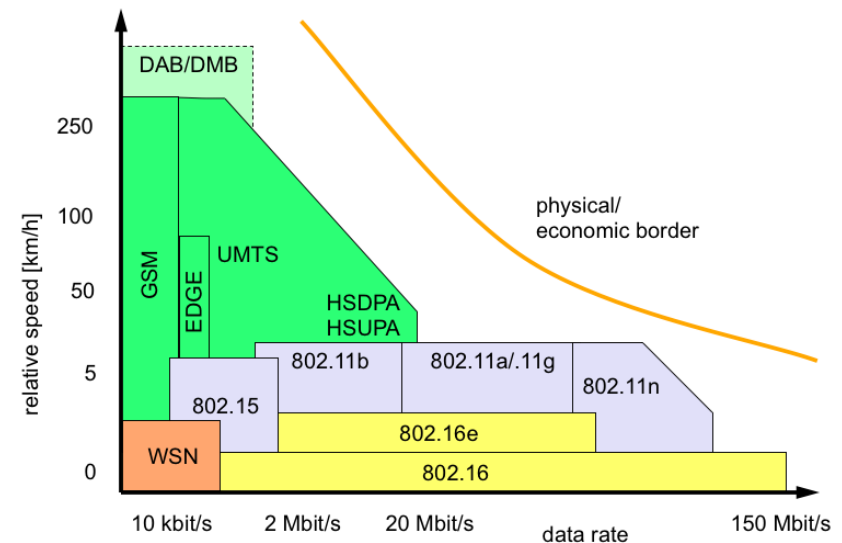 DAB/DMB
250
physical/
economic border
100
relative speed [km/h]
GSM
UMTS
EDGE
50
HSDPA
HSUPA
802.11b
802.11a/.11g
5
802.11n
802.15
802.16e
WSN
0
802.16
10 kbit/s
2 Mbit/s
20 Mbit/s
data rate
150 Mbit/s